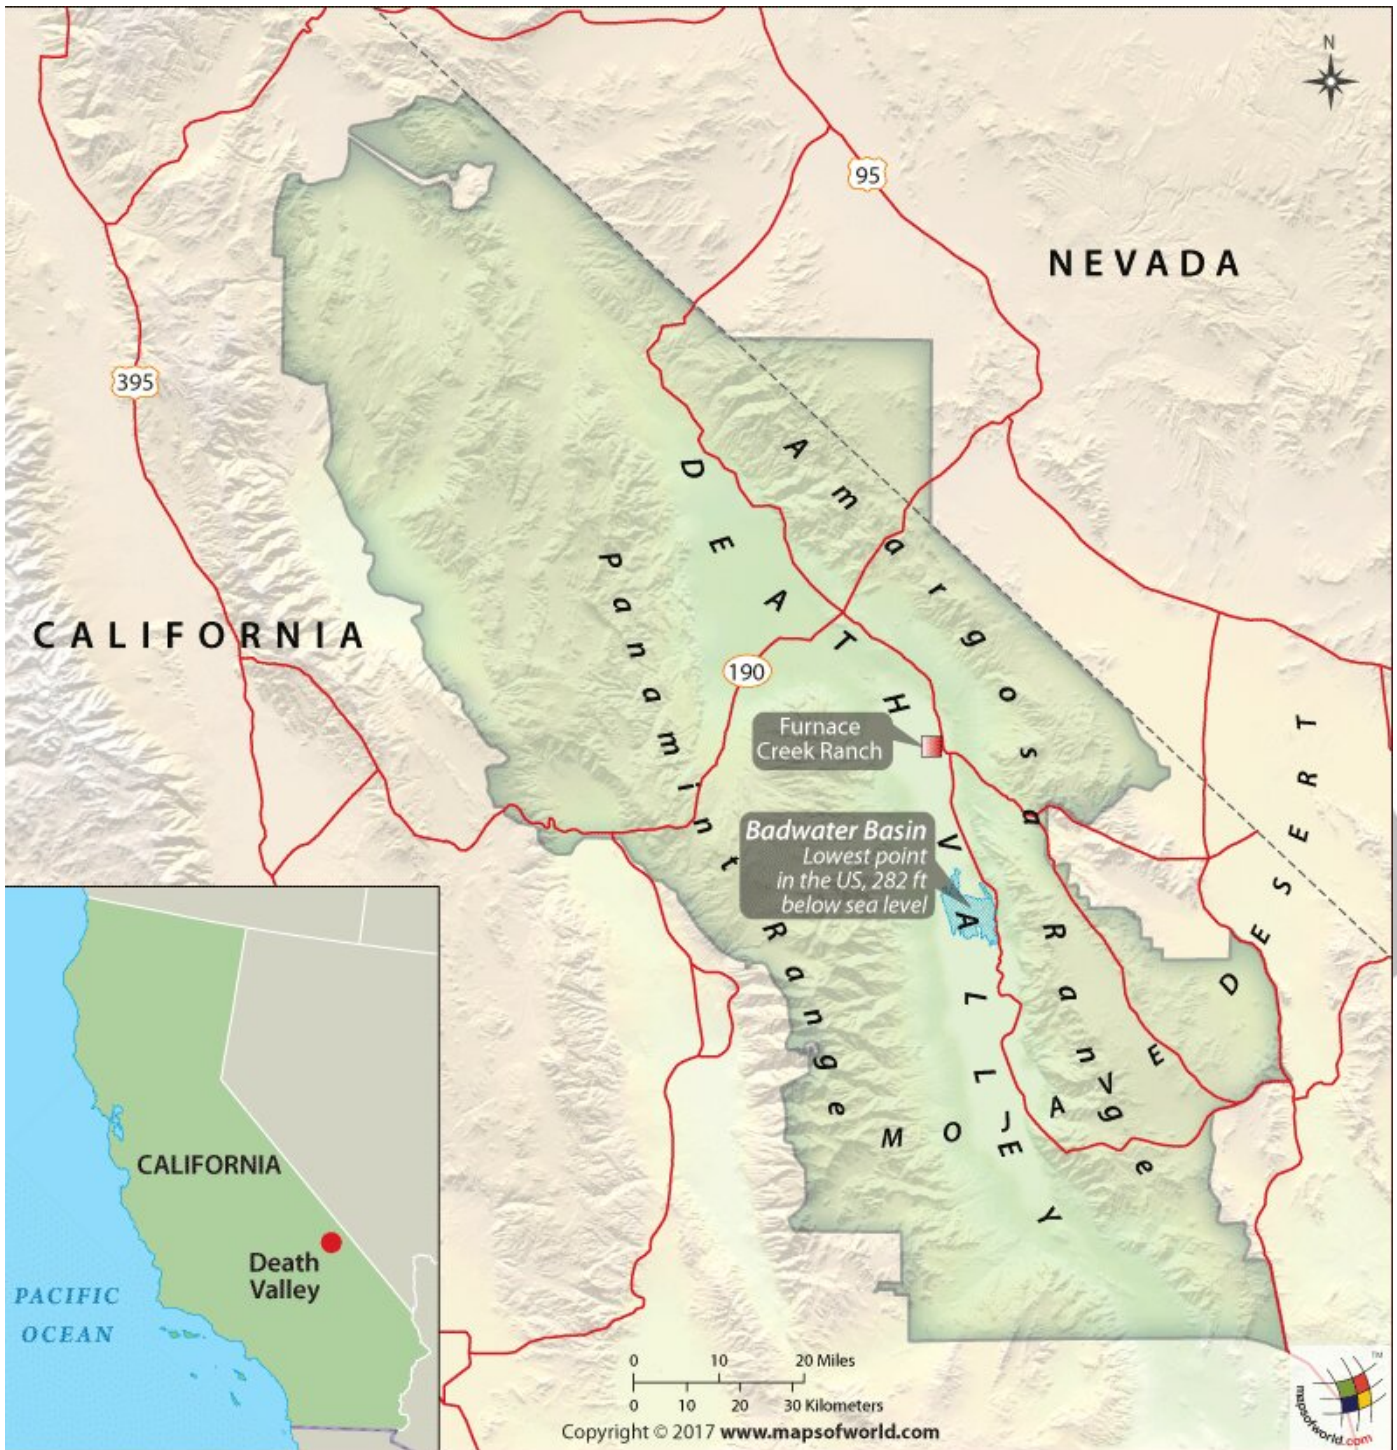 N
95
NEVADA
395
Amargosa Range
DEATH VALLEY
Panamint Range
CALIFORNIA
190
Furnace
Creek Ranch
Badwater Basin
Lowest point
in the US, 282 ft
below sea level
MOJAVE DESERT
CALIFORNIA
Death
Valley
PACIFIC
OCEAN
0 10 20 Miles
0 10 20 30 Kilometers
Copyright © 2017 www.mapsofworld.com
TM
mapsofworld.com